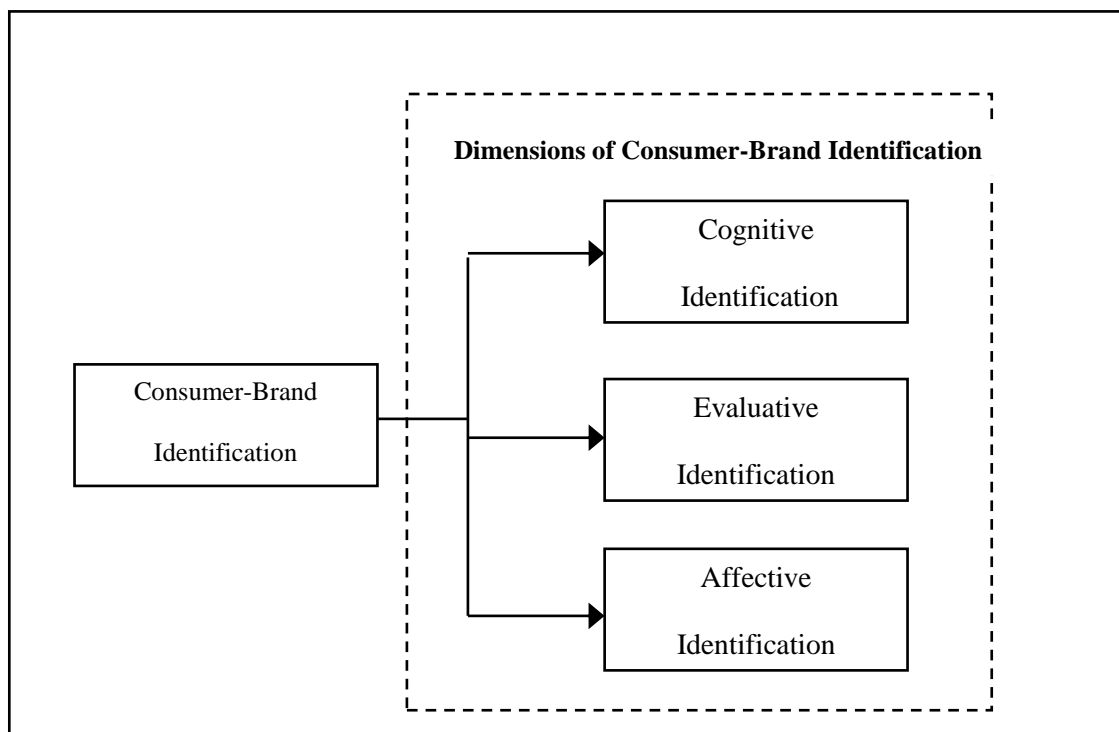 Dimensions of Consumer-Brand Identification
Cognitive
Identification
Consumer-Brand
Identification
Evaluative
Identification
Affective
Identification